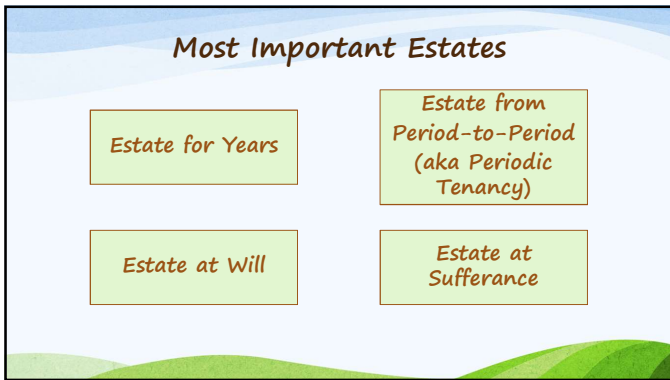 Most Important Estates
Estate for Years
Estate from
Period-to-Period
(aka Periodic
Tenancy)
Estate at Will
Estate at
Sufferance